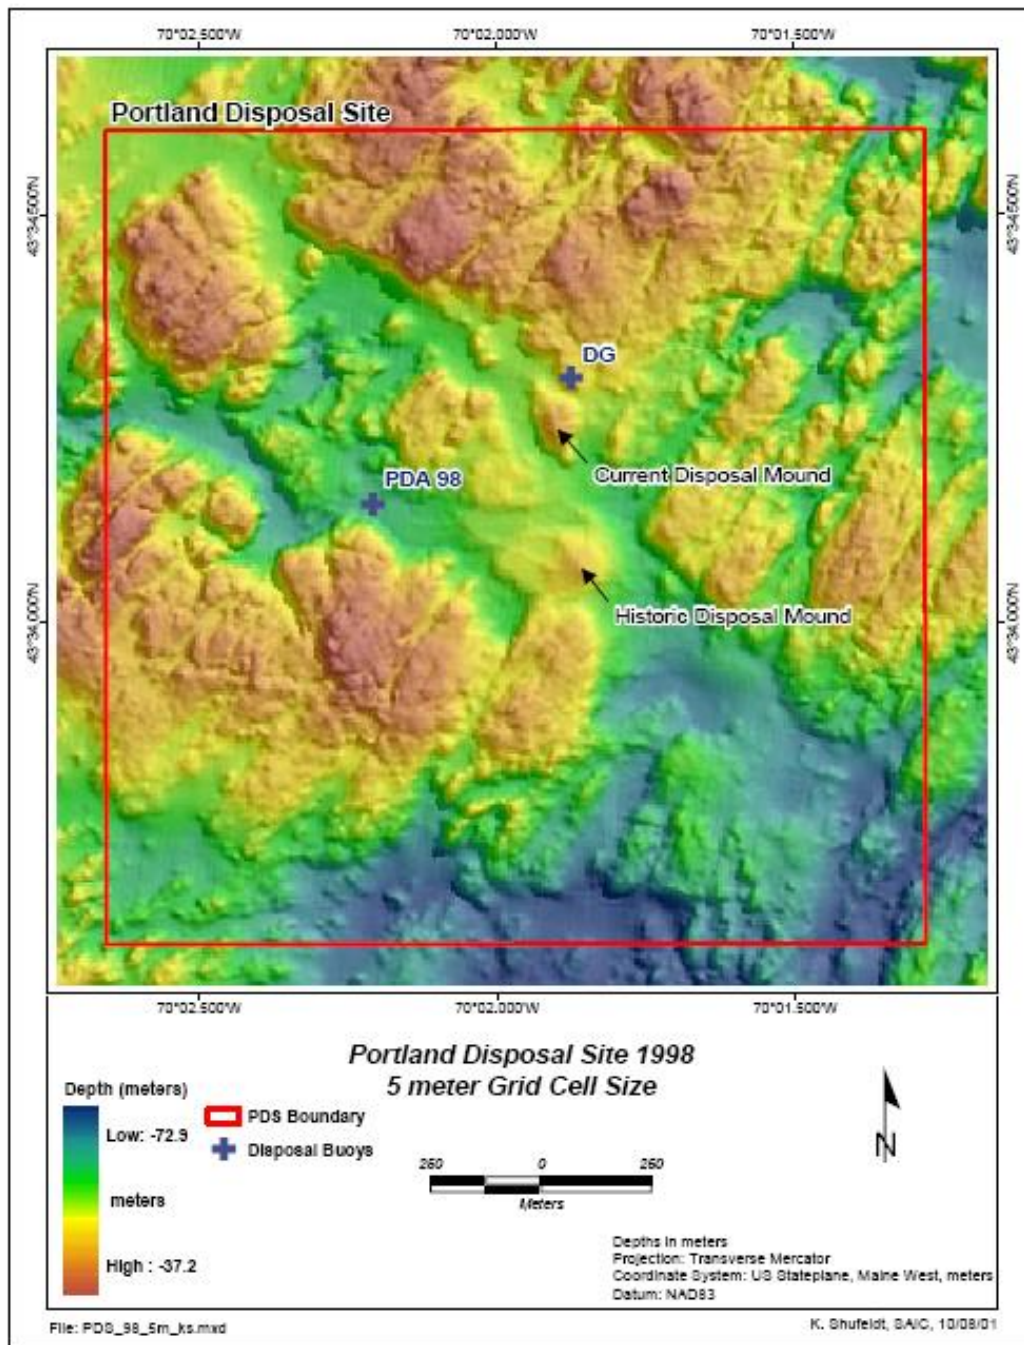 70°02.500'W 70°02.000'W 70°01.500'W
Portland Disposal Site
43°34.500'N
43°34.500'N
DG
Current Disposal Mound
PDA 98
Historic Disposal Mound
43°34.000'N
43°34.000'N
70°02.500'W 70°02.000'W 70°01.500'W
Portland Disposal Site 1998
5 meter Grid Cell Size
Depth (meters)
Low: -72.9
meters
High : -37.2
PDS Boundary
Disposal Buoys
260 0 260
Meters
N
Depths in meters
Projection: Transverse Mercator
Coordinate System: US Stateplane, Maine West, meters
Datum: NAD83
File: PDS_98_5m_ks.mxd
K. Shufeldt, SAIC, 10/08/01